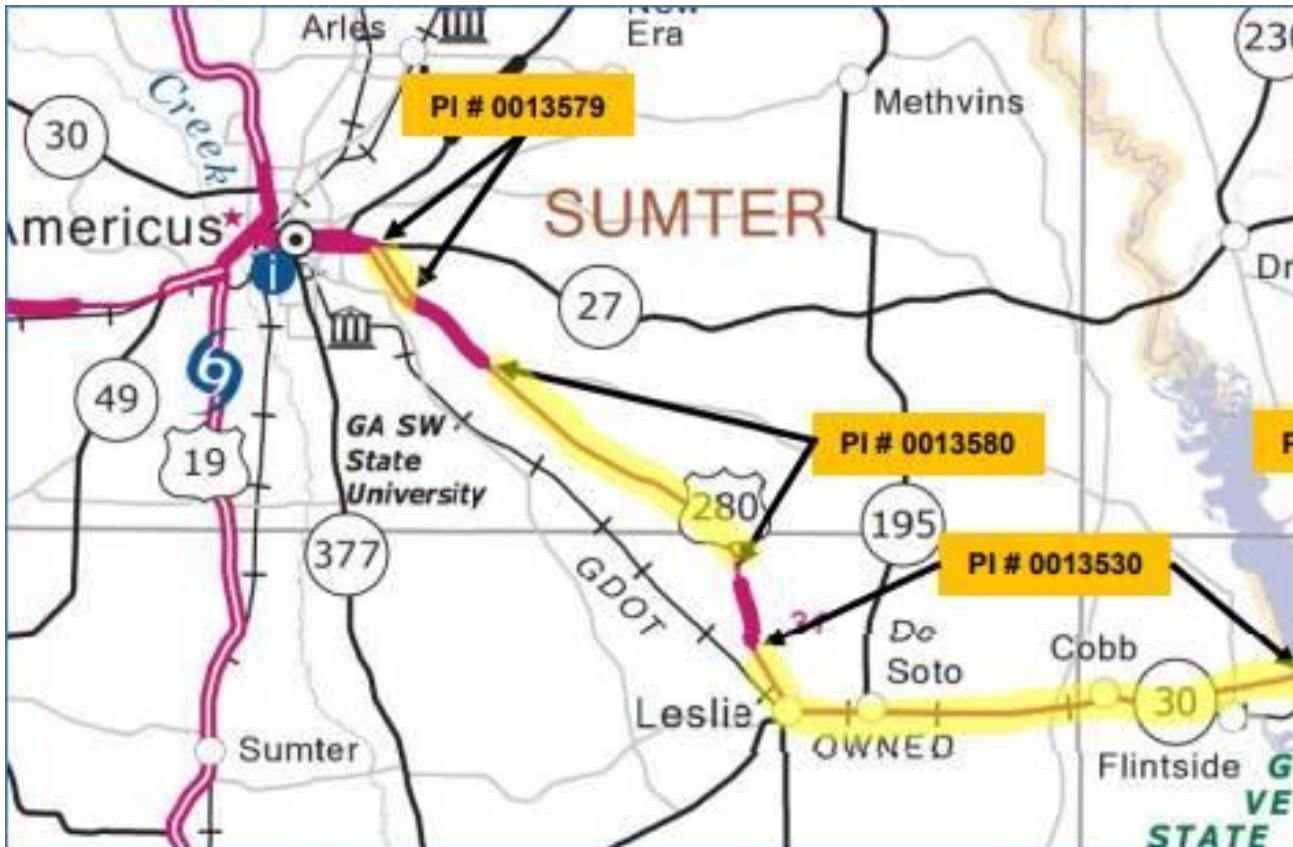 Arles
Era
230
Creek
PI # 0013579
Methvins
30
SUMTER
Americus
i
Dr
27
49
GA SW
State
University
PI # 0013580
P
19
280
195
377
PI # 0013530
GDOT
31
De
Soto
Cobb
30
Leslie
OWNED
Sumter
Flintside
G
VE
STATE